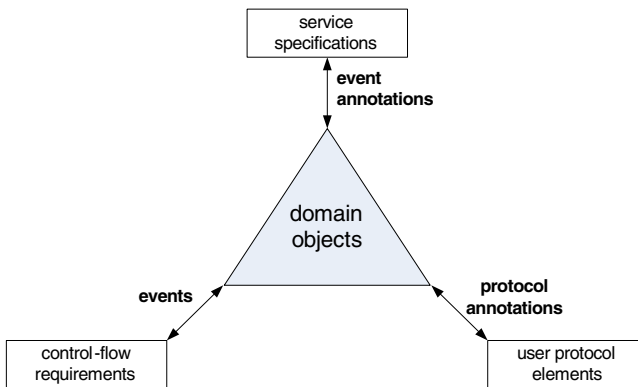 service
specifications
event
annotations
domain
objects
events
protocol
annotations
control-flow
requirements
user protocol
elements